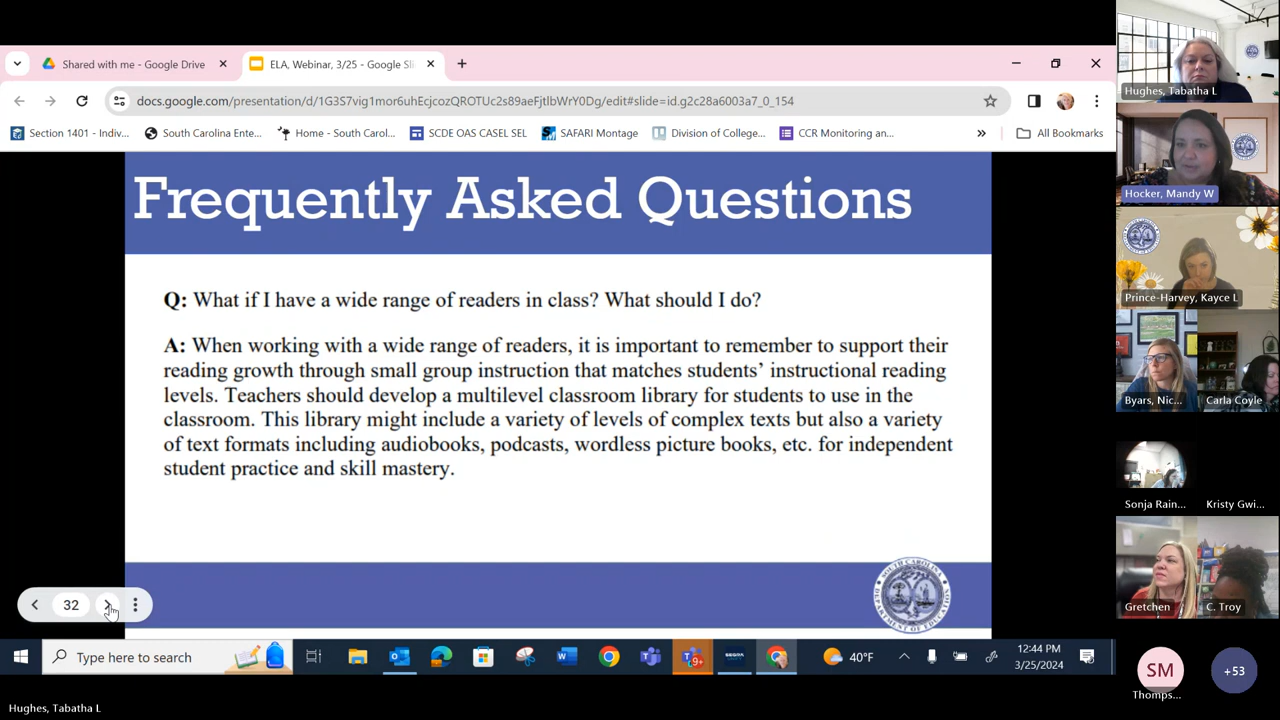 Shared with me - Google Drive
ELA, Webinar, 3/25 - Google Sli
docs.google.com/presentation/d/1G3S7vig1mor6uhEcjcozQROTUc2s89aeFjtIbWrY0Dg/edit#slide=id.g2c28a6003a7_0_154
Section 1401 - Indiv...
South Carolina Ente...
Home - South Carol...
SCDE OAS CASEL SEL
SAFARI Montage
Division of College...
CCR Monitoring an...
All Bookmarks
Frequently Asked Questions
Q: What if I have a wide range of readers in class? What should I do?
A: When working with a wide range of readers, it is important to remember to support their
reading growth through small group instruction that matches students’ instructional reading
levels. Teachers should develop a multilevel classroom library for students to use in the
classroom. This library might include a variety of levels of complex texts but also a variety
of text formats including audiobooks, podcasts, wordless picture books, etc. for independent
student practice and skill mastery.
SOUTH CAROLINA
DEPARTMENT OF EDUCATION
32
Type here to search
9+
40°F
12:44 PM
3/25/2024
Hughes, Tabatha L
Hughes, Tabatha L
Hocker, Mandy W
Prince-Harvey, Kayce L
Byars, Nic...
Carla Coyle
Sonja Rain...
Kristy Gwi...
Gretchen
C. Troy
SM
Thomps...
+53